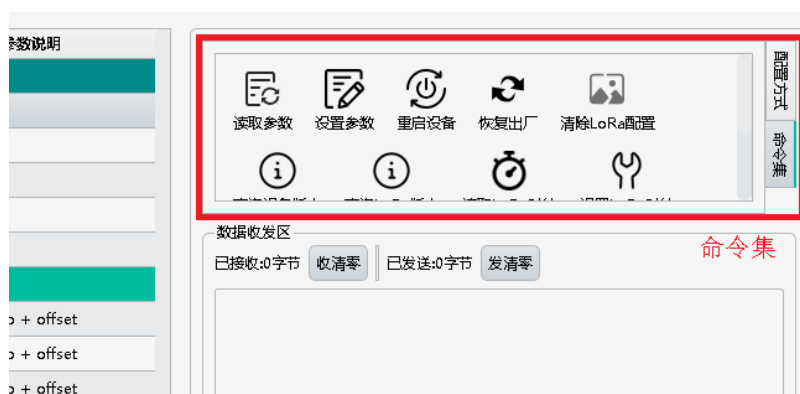 参数说明
读取参数 设置参数 重启设备 恢复出厂 清除LoRa配置
配置方式
命令集
数据收发区
命令集
已接收:0字节 收清零 已发送:0字节 发清零
o + offset
o + offset
o + offset